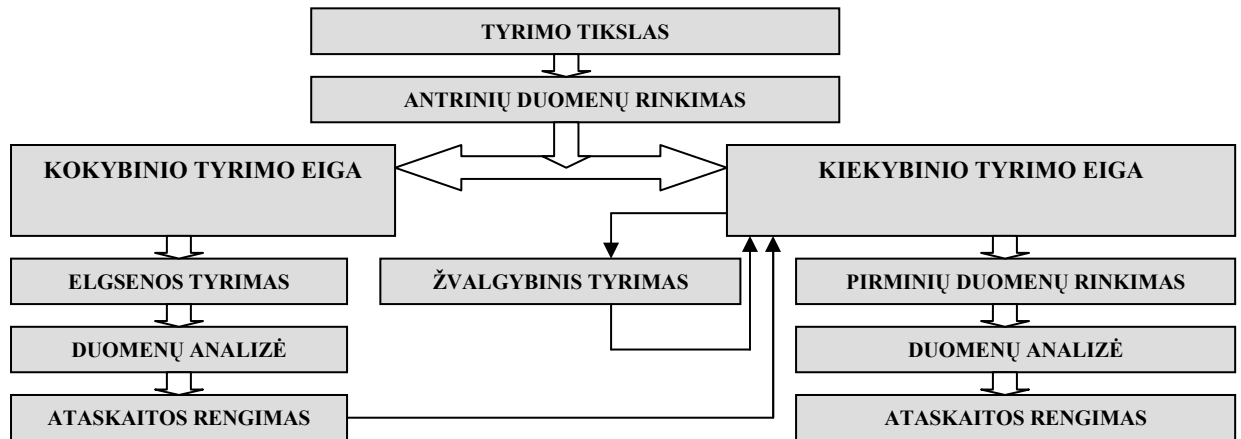 TYRIMO TIKSLAS
ANTRINIŲ DUOMENŲ RINKIMAS
KOKYBINIO TYRIMO EIGA
KIEKYBINIO TYRIMO EIGA
ELGSENOS TYRIMAS
ŽVALGYBINIS TYRIMAS
PIRMINIŲ DUOMENŲ RINKIMAS
DUOMENŲ ANALIZĖ
DUOMENŲ ANALIZĖ
ATASKAITOS RENGIMAS
ATASKAITOS RENGIMAS